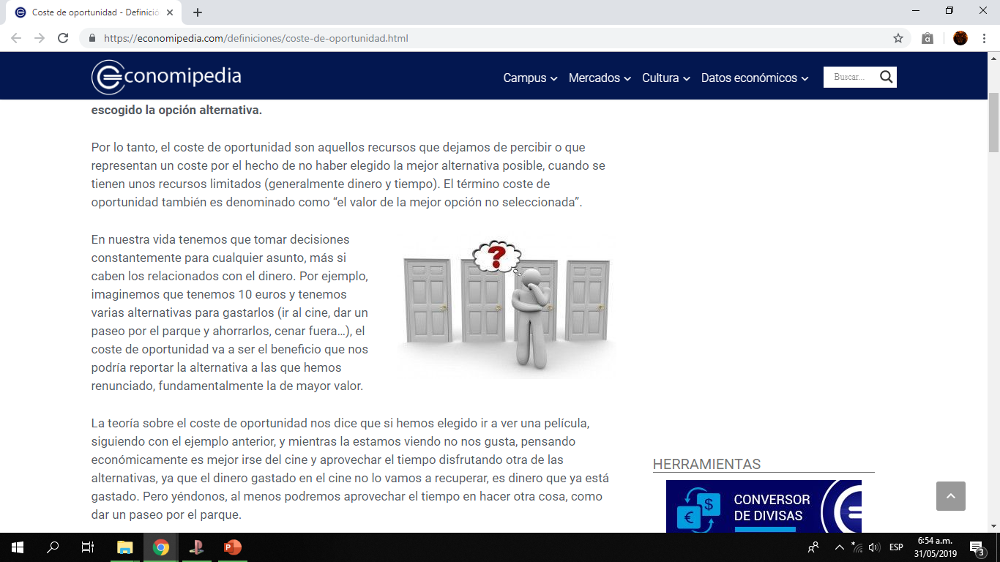 Coste de oportunidad - Definició
https://economipedia.com/definiciones/coste-de-oportunidad.html
economipedia
Campus
Mercados
Cultura
Datos económicos
Buscar...
escogido la opción alternativa.
Por lo tanto, el coste de oportunidad son aquellos recursos que dejamos de percibir o que
representan un coste por el hecho de no haber elegido la mejor alternativa posible, cuando se
tienen unos recursos limitados (generalmente dinero y tiempo). El término coste de
oportunidad también es denominado como “el valor de la mejor opción no seleccionada”.
En nuestra vida tenemos que tomar decisiones
constantemente para cualquier asunto, más si
caben los relacionados con el dinero. Por ejemplo,
imaginemos que tenemos 10 euros y tenemos
varias alternativas para gastarlos (ir al cine, dar un
paseo por el parque y ahorrarlos, cenar fuera…), el
coste de oportunidad va a ser el beneficio que nos
podría reportar la alternativa a las que hemos
renunciado, fundamentalmente la de mayor valor.
?
La teoría sobre el coste de oportunidad nos dice que si hemos elegido ir a ver una película,
siguiendo con el ejemplo anterior, y mientras la estamos viendo no nos gusta, pensando
económicamente es mejor irse del cine y aprovechar el tiempo disfrutando otra de las
alternativas, ya que el dinero gastado en el cine no lo vamos a recuperar, es dinero que ya está
gastado. Pero yéndonos, al menos podremos aprovechar el tiempo en hacer otra cosa, como
dar un paseo por el parque.
HERRAMIENTAS
€ $
CONVERSOR
DE DIVISAS
ESP
6:54 a.m.
31/05/2019
3